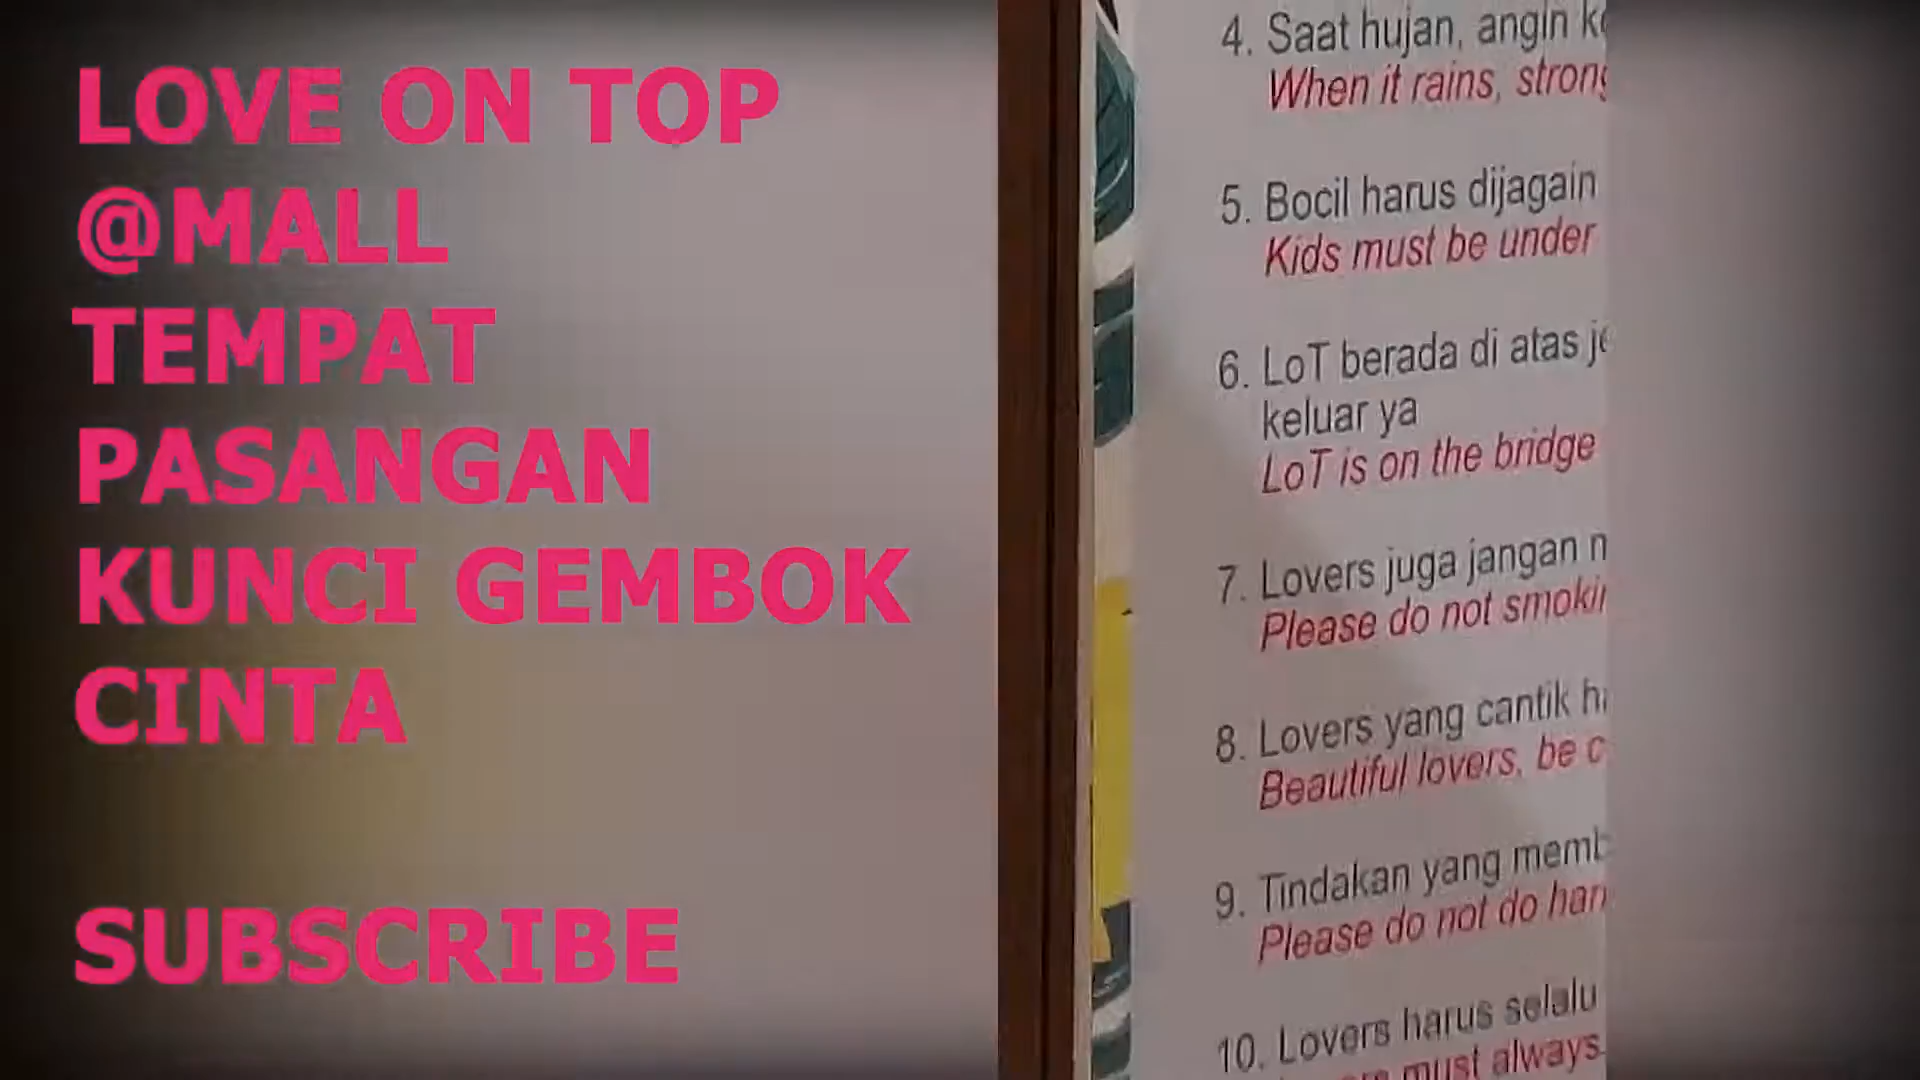 LOVE ON TOP
@MALL
TEMPAT
PASANGAN
KUNCI GEMBOK
CINTA
SUBSCRIBE
4. Saat hujan, angin
When it rains, strong
5. Bocil harus dijagain
Kids must be under
6. LoT berada di atas
keluar ya
LoT is on the bridge
7. Lovers juga jangan
Please do not
8. Lovers yang cantik
Beautiful lovers, be
9. Tindakan yang
Please do not do
10. Lovers harus selalu
must always